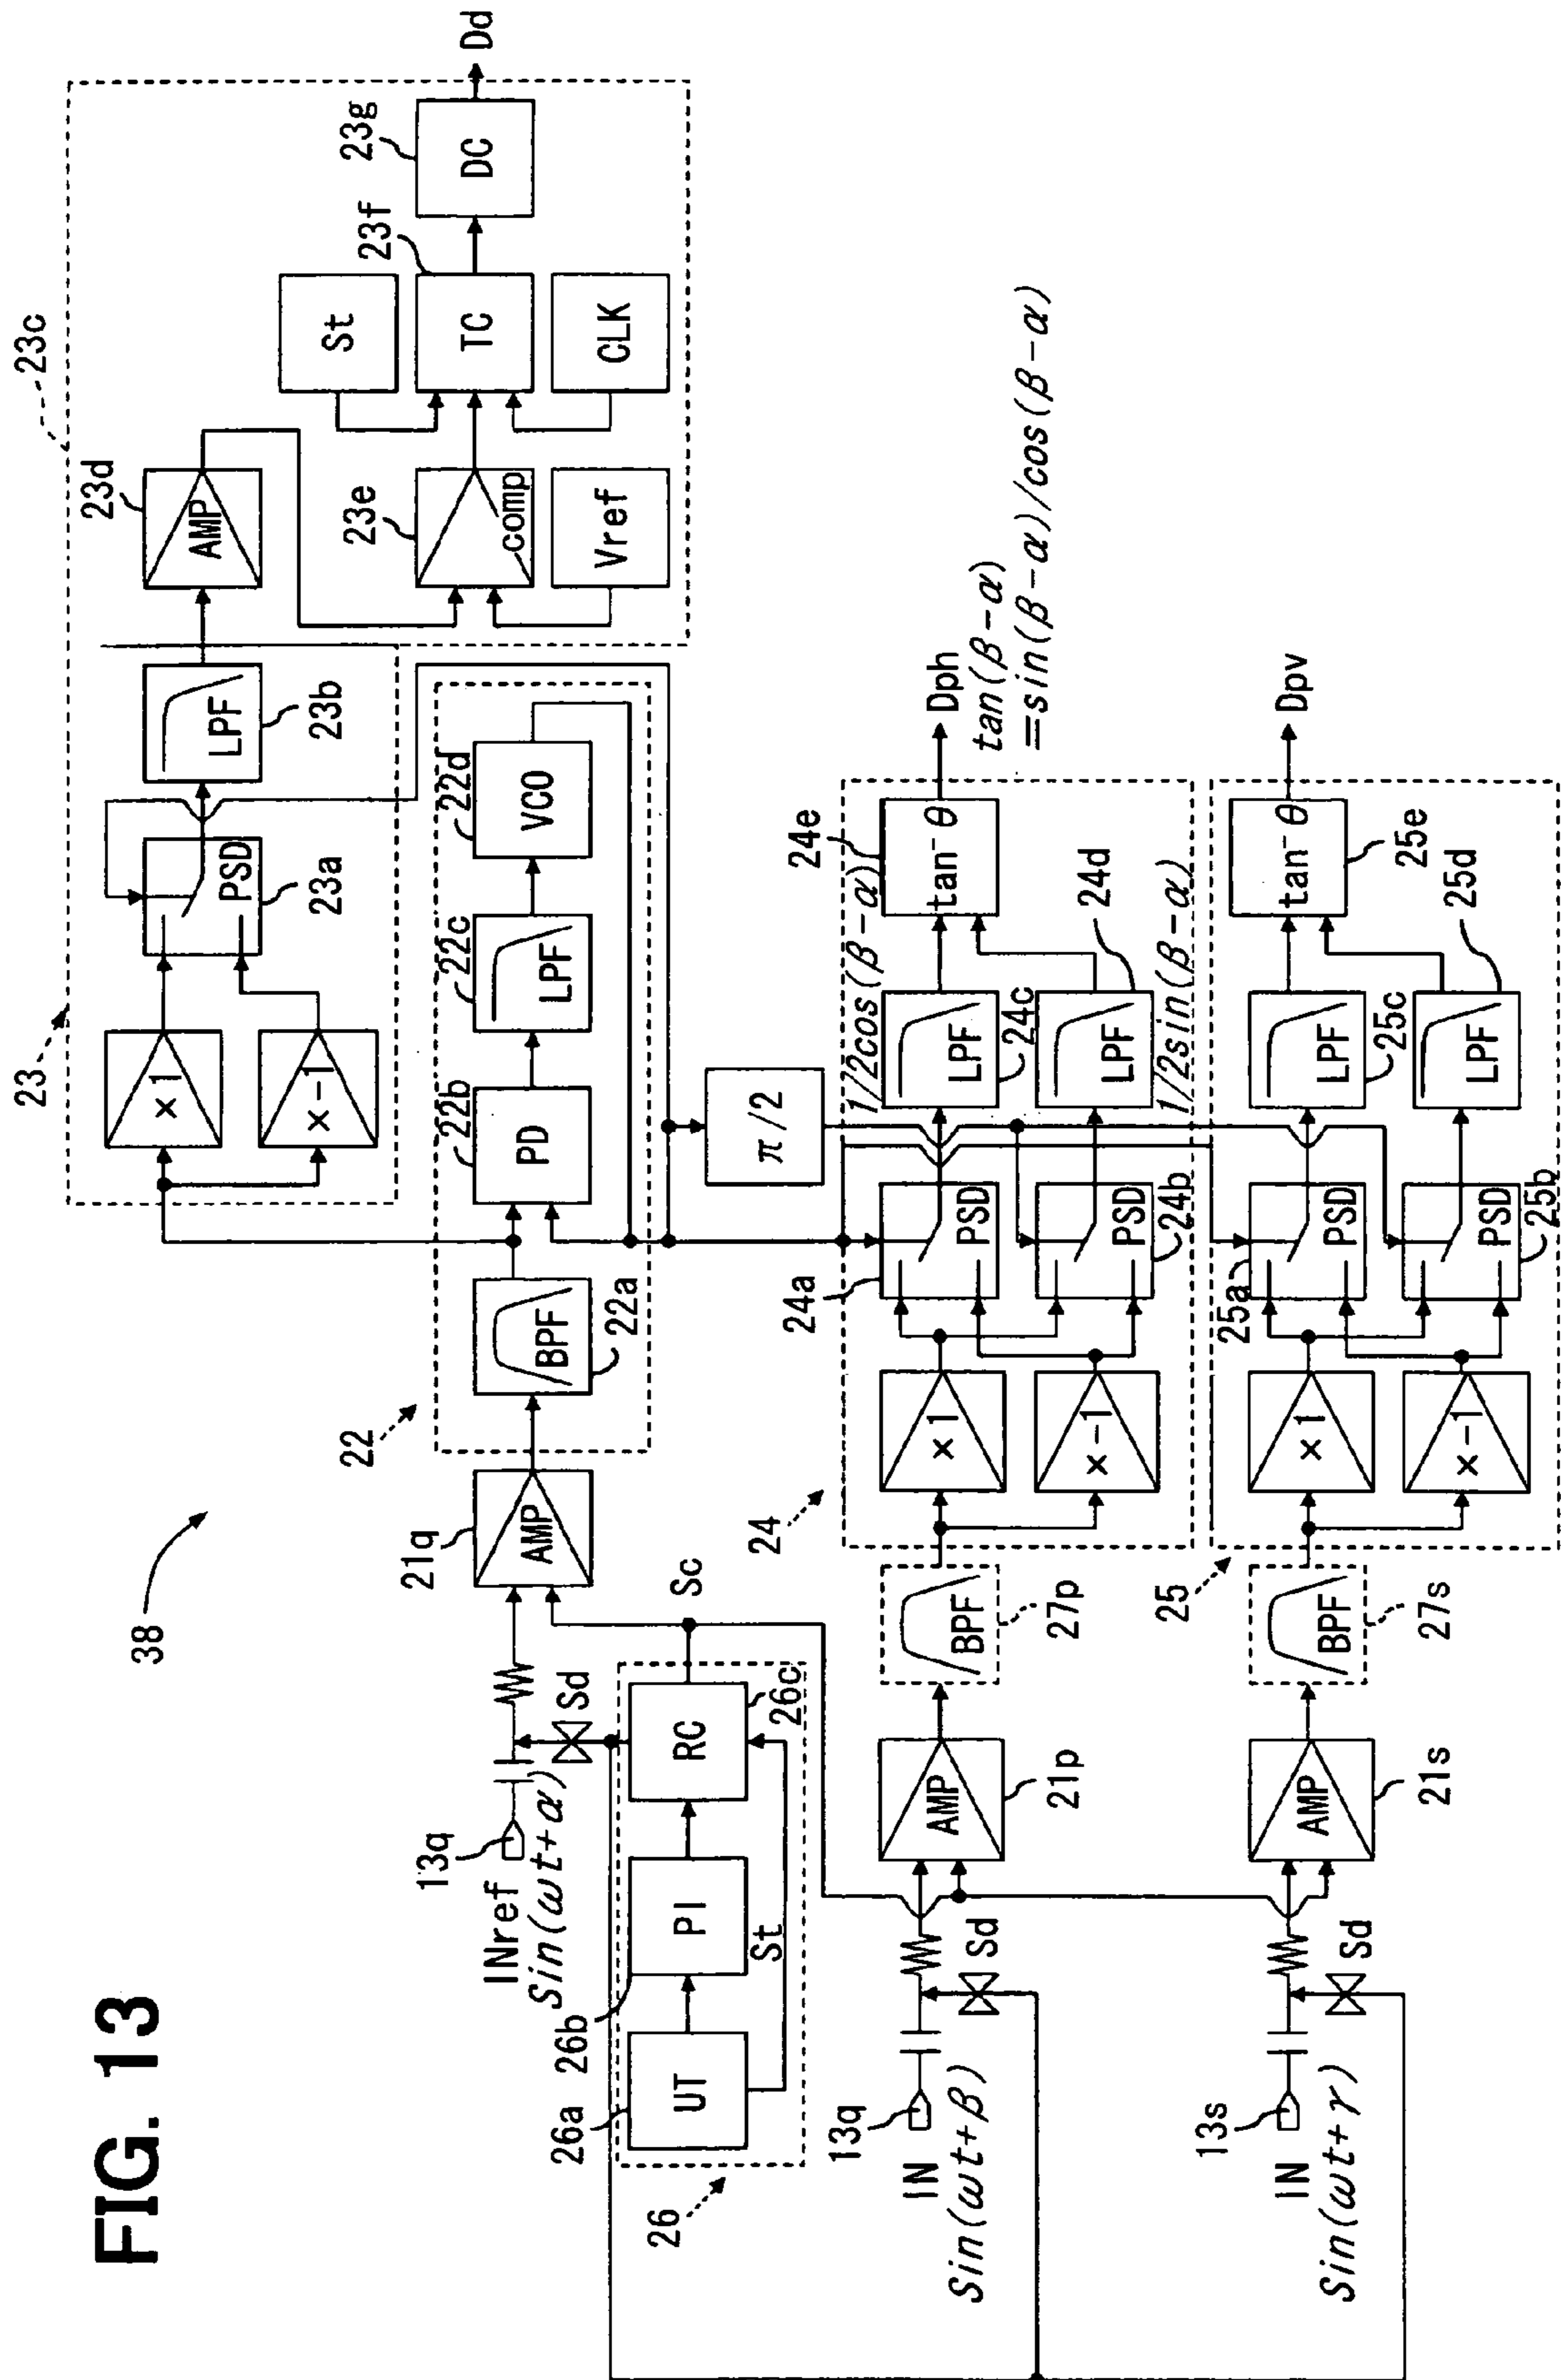 FIG. 13
38
23
×1
×-1
PSD
23a
LPF
23b
23c
AMP
23d
comp
23e
Vref
St
TC
23f
CLK
DC
23g
Dd
22
BPF
22a
PD
22b
LPF
22c
VCO
22d
π/2
13q
INref
Sin(ωt+α)
Sd
AMP
21q
Sc
26
UT
26a
PI
26b
St
RC
26c
13q
IN
Sin(ωt+β)
Sd
AMP
21p
BPF
27p
24
×1
×-1
PSD
24a
PSD
24b
1/2cos(β-α)
LPF
24c
LPF
24d
1/2sin(β-α)
tan⁻θ
24e
Dph
tan(β-α)
=sin(β-α)/cos(β-α)
13s
IN
Sin(ωt+γ)
Sd
AMP
21s
BPF
27s
25
×1
×-1
PSD
25a
PSD
25b
LPF
25c
LPF
25d
tan⁻θ
25e
Dpv